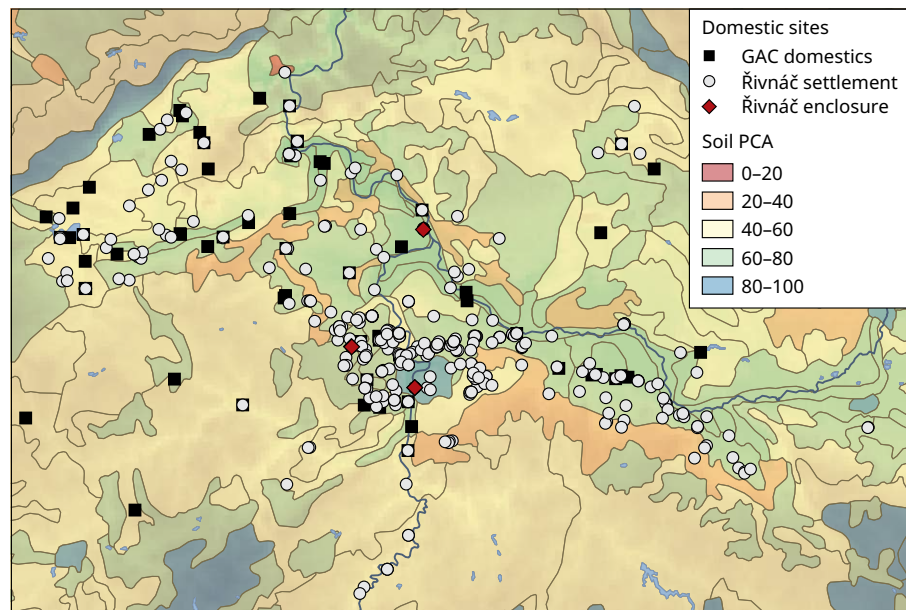 Domestic sites
GAC domestics
Řivnáč settlement
Řivnáč enclosure
Soil PCA
0–20
20–40
40–60
60–80
80–100